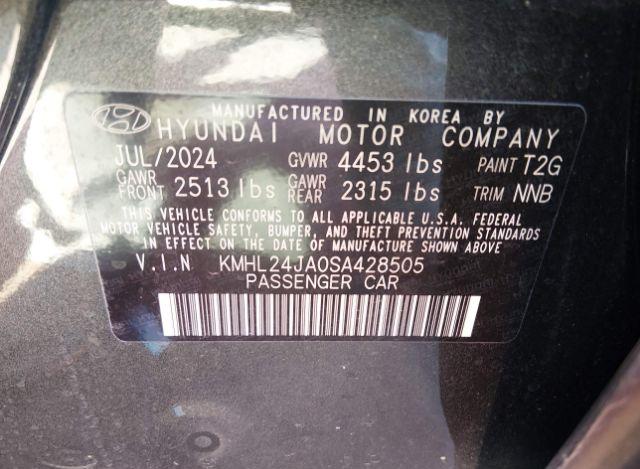 MANUFACTURED IN KOREA BY
HYUNDAI MOTOR COMPANY
JUL/2024 GVWR 4453 lbs PAINT T2G
GAWR FRONT 2513 lbs GAWR REAR 2315 lbs TRIM NNB
THIS VEHICLE CONFORMS TO ALL APPLICABLE U.S.A. FEDERAL
MOTOR VEHICLE SAFETY, BUMPER, AND THEFT PREVENTION STANDARDS
IN EFFECT ON THE DATE OF MANUFACTURE SHOWN ABOVE.
V.I.N KMHL24JA0SA428505
PASSENGER CAR